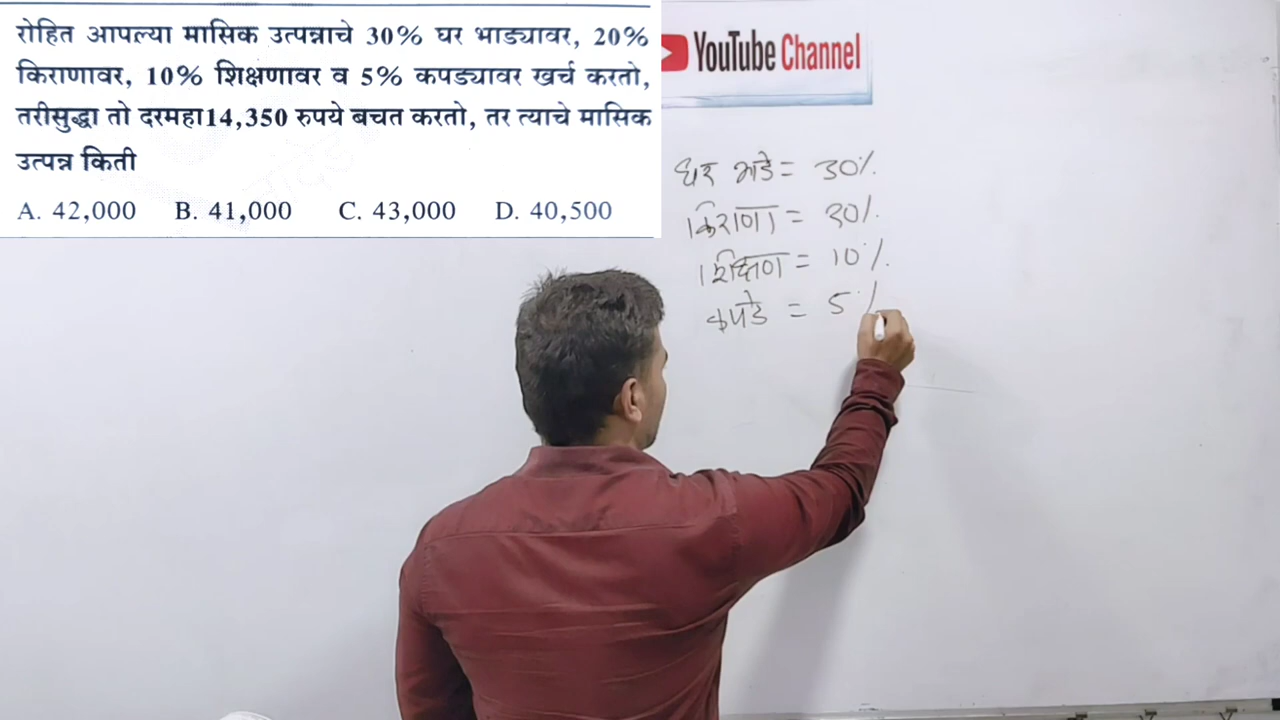 रोहित आपल्या मासिक उत्पन्नाचे 30% घर भाड्यावर, 20%
किराणावर, 10% शिक्षणावर व 5% कपड्यावर खर्च करतो,
तरीसुद्धा तो दरमहा14,350 रुपये बचत करतो, तर त्याचे मासिक
उत्पन्न किती
A. 42,000 B. 41,000 C. 43,000 D. 40,500
YouTube Channel
घर भाडे = 30%.
किराणा = 20%.
शिक्षण = 10%.
कपडे = 5%